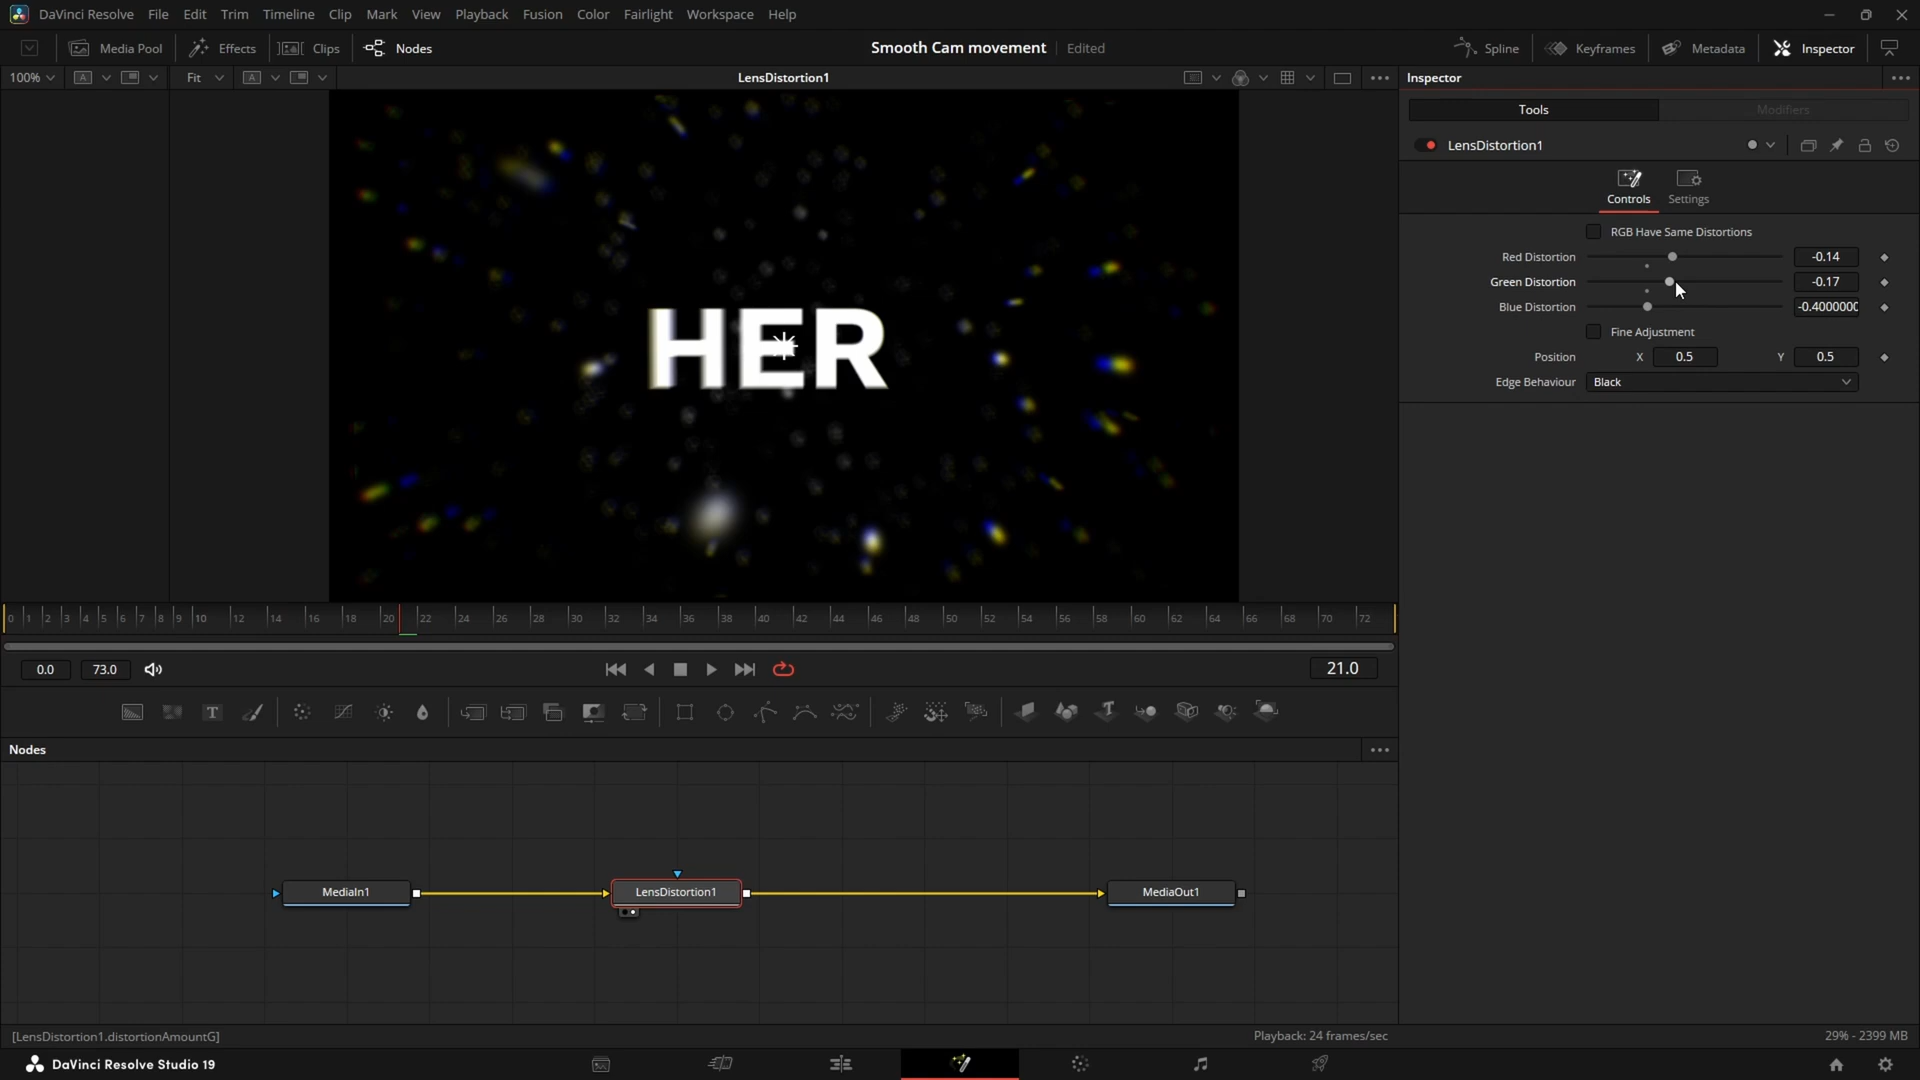 DaVinci Resolve File Edit Trim Timeline Clip Mark View Playback Fusion Color Fairlight Workspace Help
Media Pool Effects Clips Nodes Smooth Cam movement Edited Spline Keyframes Metadata Inspector
100% A Fit A LensDistortion1 Inspector
Tools Modifiers
LensDistortion1
Controls Settings
RGB Have Same Distortions
Red Distortion -0.14
Green Distortion -0.17
Blue Distortion -0.4000000
Fine Adjustment
Position X 0.5 Y 0.5
Edge Behaviour Black
HER
0 1 2 3 4 5 6 7 8 9 10 12 14 16 18 20 22 24 26 28 30 32 34 36 38 40 42 44 46 48 50 52 54 56 58 60 62 64 66 68 70 72
0.0 73.0 21.0
T T
Nodes
MediaIn1 LensDistortion1 MediaOut1
[LensDistortion1.distortionAmountG] Playback: 24 frames/sec 29% - 2399 MB
DaVinci Resolve Studio 19